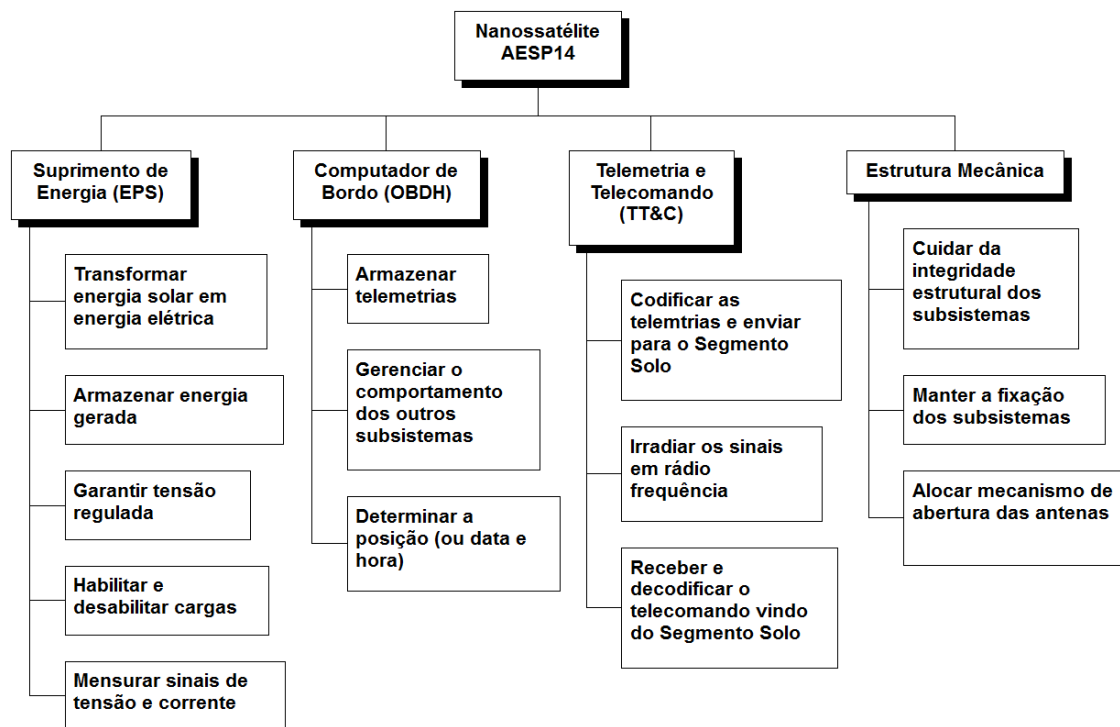 Nanossatélite
AESP14
Suprimento de
Energia (EPS)
Transformar
energia solar em
energia elétrica
Armazenar energia
gerada
Garantir tensão
regulada
Habilitar e
desabilitar cargas
Mensurar sinais de
tensão e corrente
Computador de
Bordo (OBDH)
Armazenar
telemetrias
Gerenciar o
comportamento
dos outros
subsistemas
Determinar a
posição (ou data e
hora)
Telemetria e
Telecomando
(TT&C)
Codificar as
telemtrias e enviar
para o Segmento
Solo
Irradiar os sinais
em rádio
frequência
Receber e
decodificar o
telecomando vindo
do Segmento Solo
Estrutura Mecânica
Cuidar da
integridade
estrutural dos
subsistemas
Manter a fixação
dos subsistemas
Alocar mecanismo de
abertura das antenas